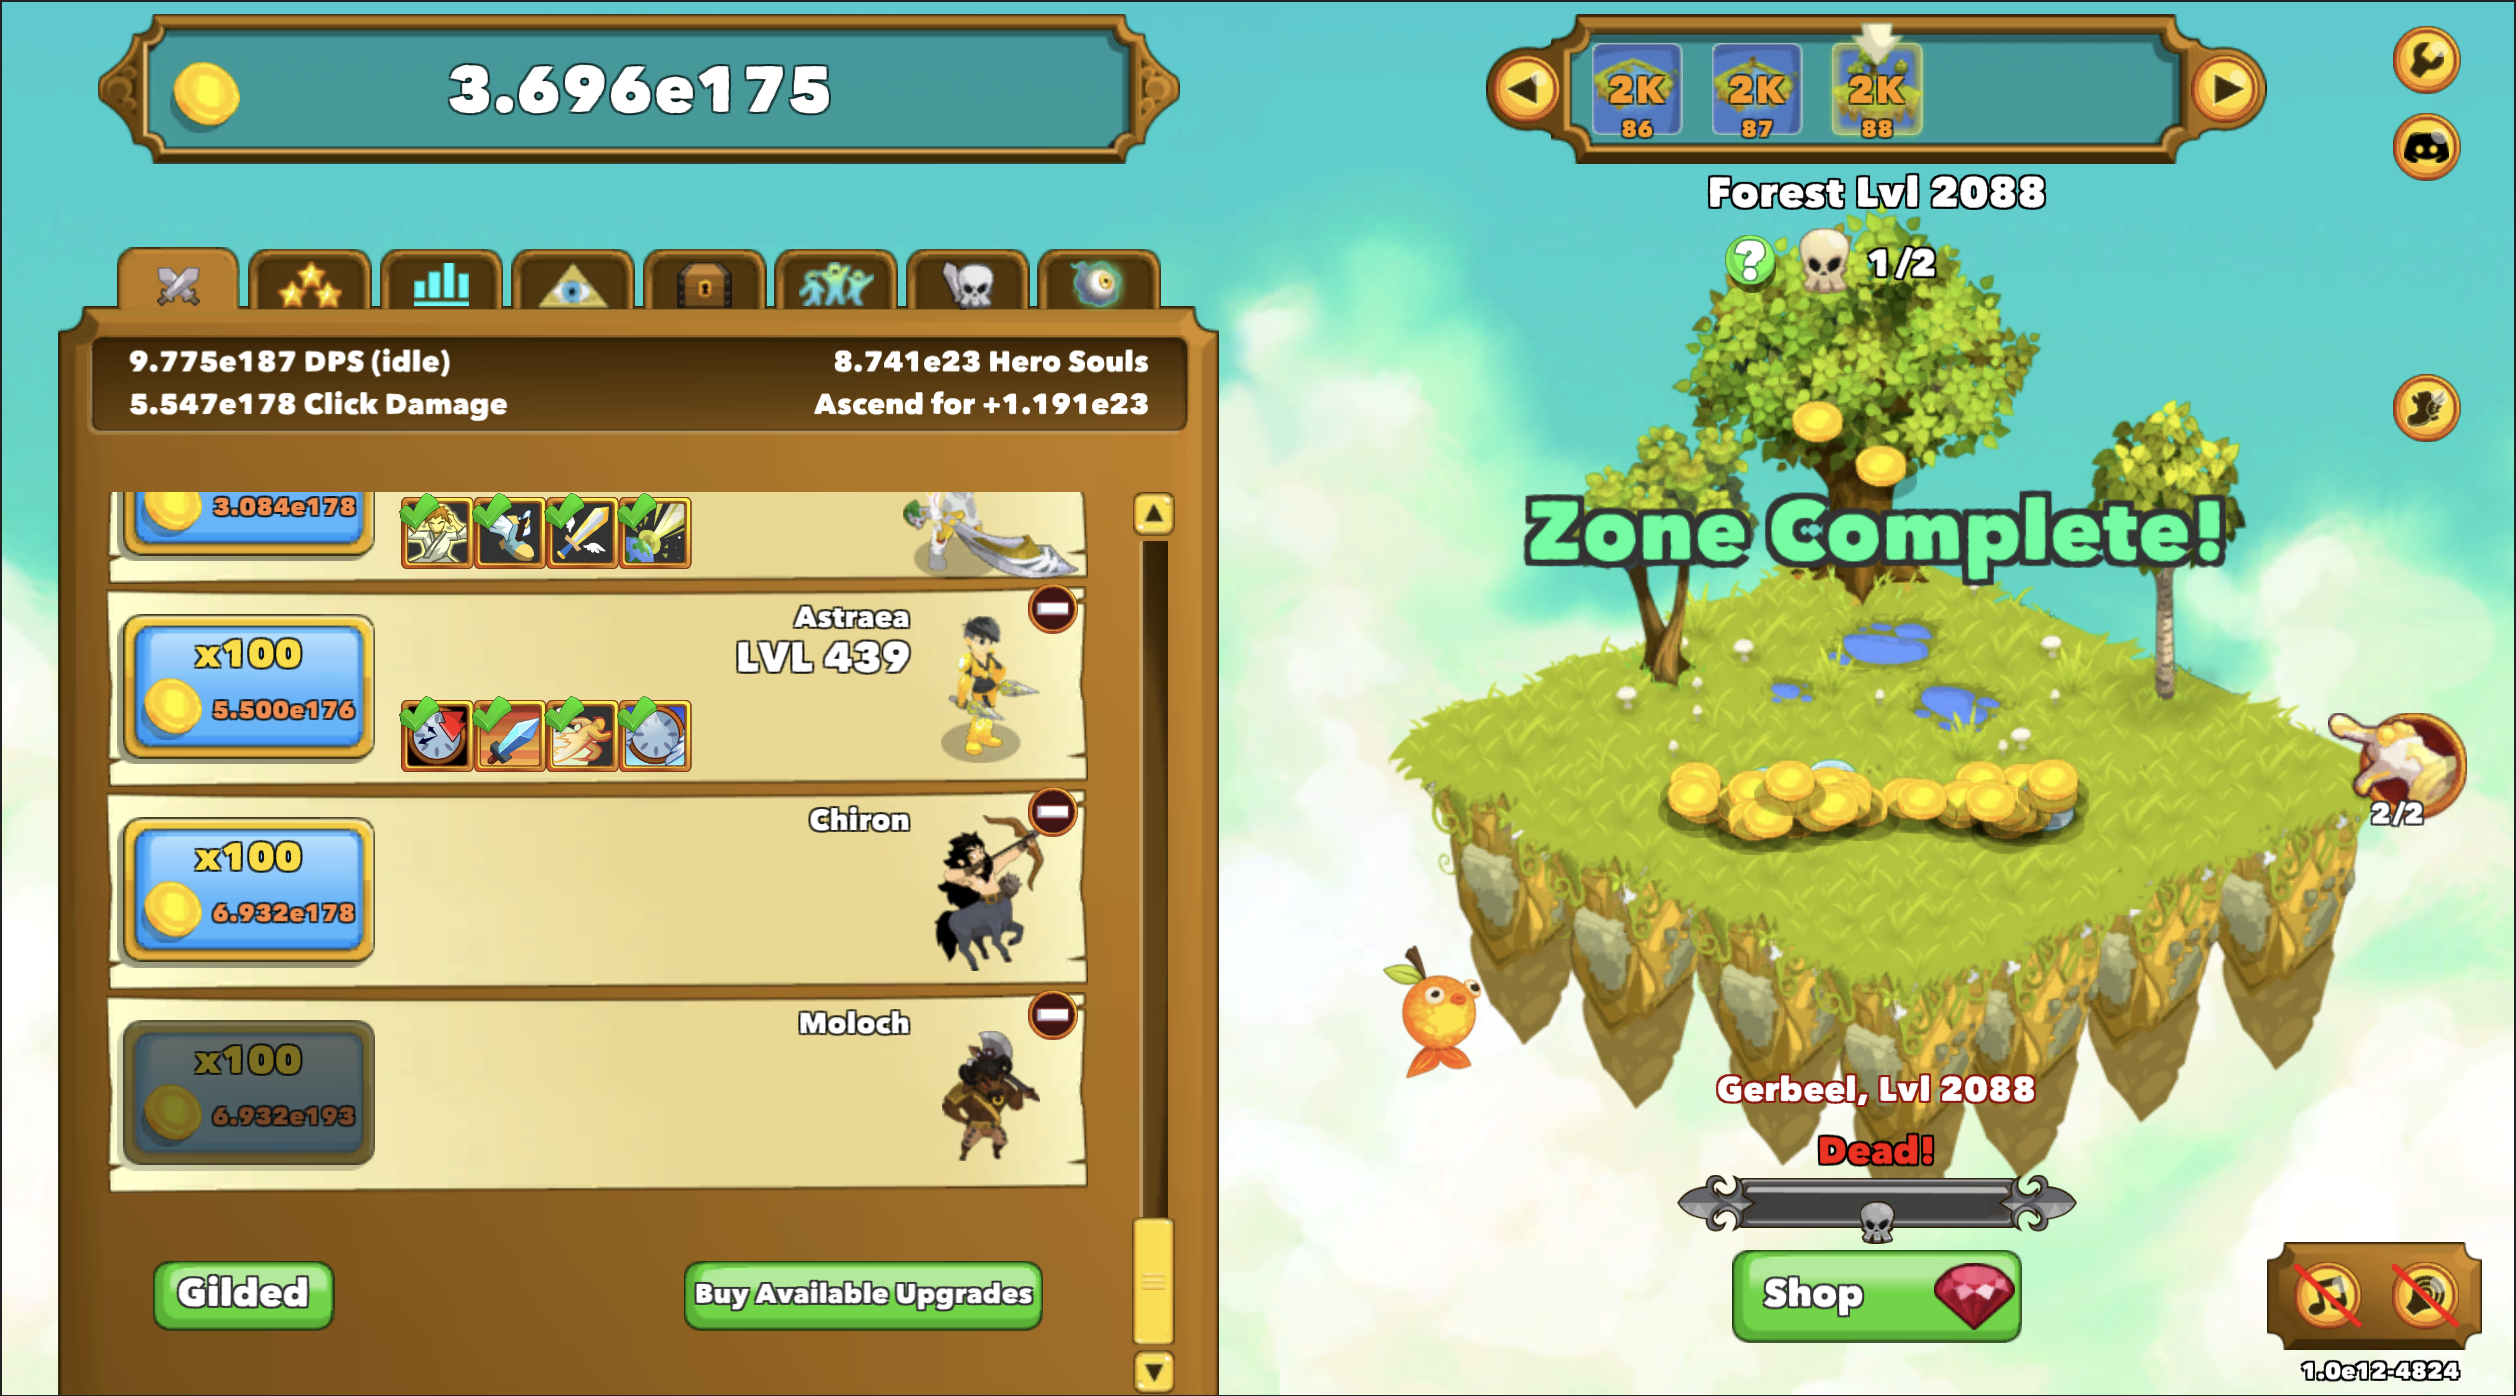 3.696e175
2K
86
2K
87
2K
88
Forest Lvl 2088
?
1/2
9.775e187 DPS (idle)
8.741e23 Hero Souls
5.547e178 Click Damage
Ascend for +1.191e23
3.084e178
Zone Complete!
Astraea
LVL 439
x100
5.500e176
Chiron
x100
6.932e178
2/2
Moloch
x100
6.932e193
Gerbeel, Lvl 2088
Dead!
Gilded
Buy Available Upgrades
Shop
1.0e12-4824